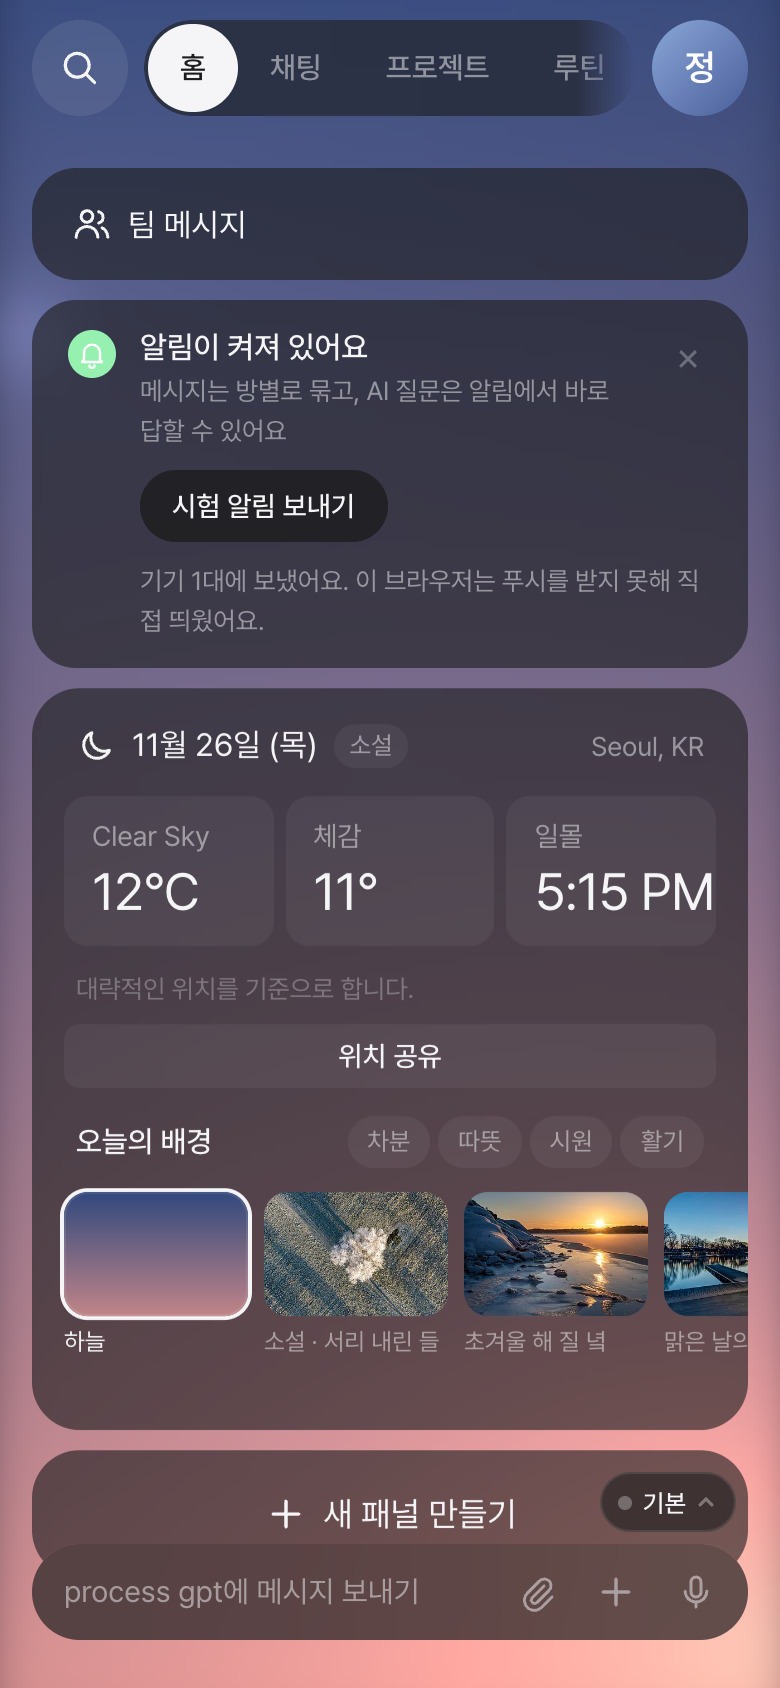 홈 채팅 프로젝트 루틴 정
팀 메시지
알림이 켜져 있어요
메시지는 방별로 묶고, AI 질문은 알림에서 바로
답할 수 있어요
시험 알림 보내기
기기 1대에 보냈어요. 이 브라우저는 푸시를 받지 못해 직
접 띄웠어요.
11월 26일 (목) 소설 Seoul, KR
Clear Sky 체감 일몰
12°C 11° 5:15 PM
대략적인 위치를 기준으로 합니다.
위치 공유
오늘의 배경 차분 따뜻 시원 활기
하늘 소설 · 서리 내린 들 초겨울 해 질 녘 맑은 날의
새 패널 만들기 기본
process gpt에 메시지 보내기